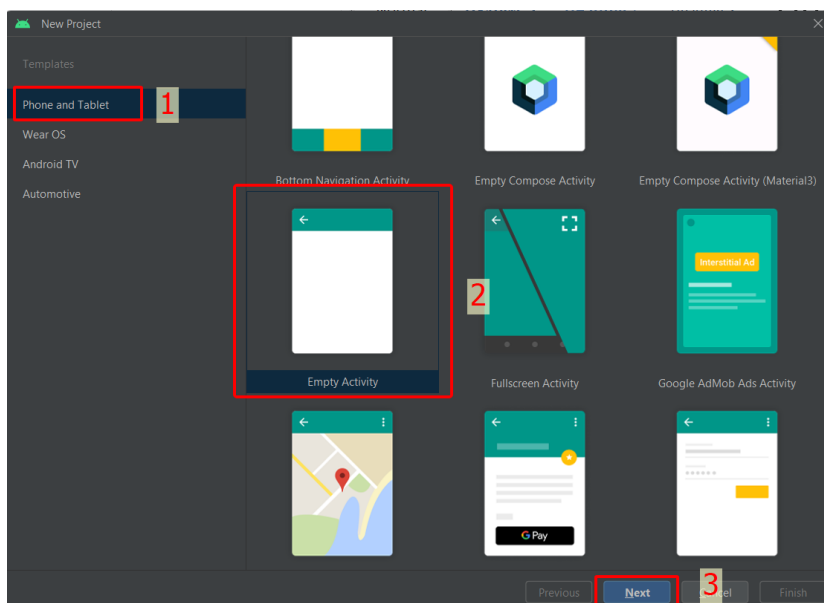 New Project
Templates
Phone and Tablet
1
Wear OS
Android TV
Automotive
Bottom Navigation Activity
Empty Compose Activity
Empty Compose Activity (Material3)
Interstitial Ad
2
Empty Activity
Fullscreen Activity
Google AdMob Ads Activity
G Pay
Previous
Next
3
Finish